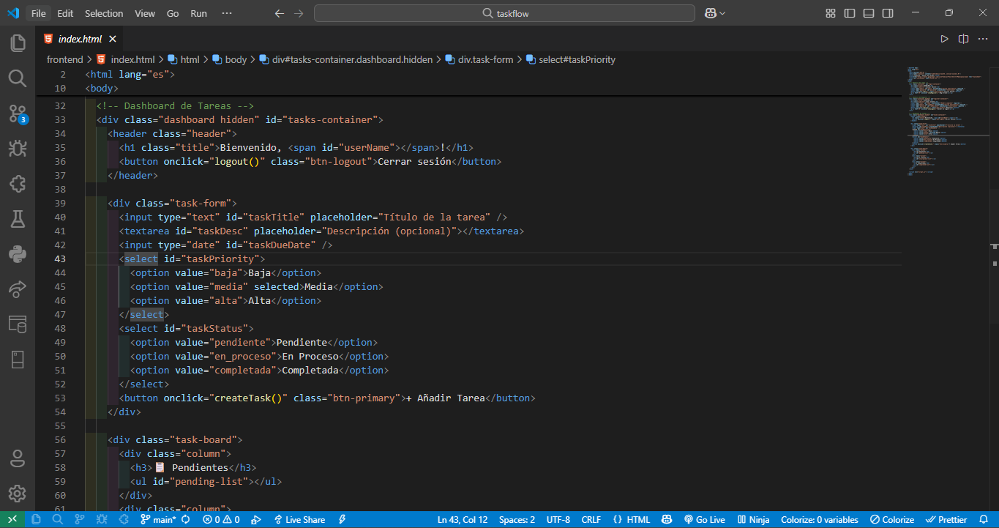 File Edit Selection View Go Run ··· taskflow
index.html
frontend > index.html > html > body > div#tasks-container.dashboard.hidden > div.task-form > select#taskPriority
2 <html lang="es">
10 <body>
32 <!-- Dashboard de Tareas -->
33 <div class="dashboard hidden" id="tasks-container">
34 <header class="header">
35 <h1 class="title">Bienvenido, <span id="userName"></span>!</h1>
36 <button onclick="logout()" class="btn-logout">Cerrar sesión</button>
37 </header>
38
39 <div class="task-form">
40 <input type="text" id="taskTitle" placeholder="Título de la tarea" />
41 <textarea id="taskDesc" placeholder="Descripción (opcional)"></textarea>
42 <input type="date" id="taskDueDate" />
43 <select id="taskPriority">
44 <option value="baja">Baja</option>
45 <option value="media" selected>Media</option>
46 <option value="alta">Alta</option>
47 </select>
48 <select id="taskStatus">
49 <option value="pendiente">Pendiente</option>
50 <option value="en_proceso">En Proceso</option>
51 <option value="completada">Completada</option>
52 </select>
53 <button onclick="createTask()" class="btn-primary">+ Añadir Tarea</button>
54 </div>
55
56 <div class="task-board">
57 <div class="column">
58 <h3>📋 Pendientes</h3>
59 <ul id="pending-list"></ul>
60 </div>
61 <div class="column">
3
main* 0 0 Live Share Ln 43, Col 12 Spaces: 2 UTF-8 CRLF {} HTML Go Live Ninja Colorize: 0 variables Colorize Prettier